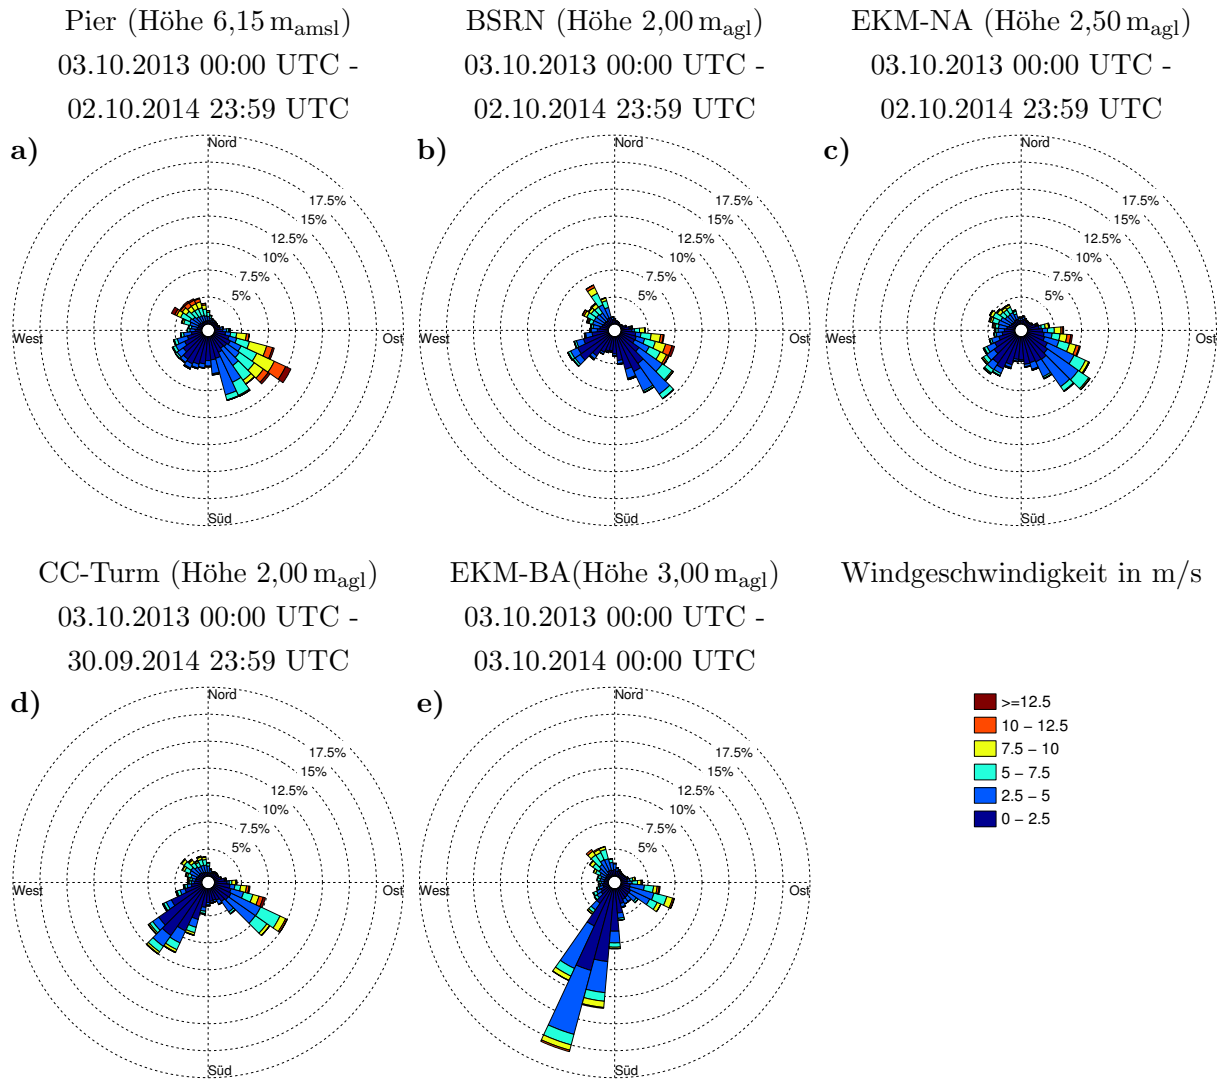 Pier (Höhe 6,15 m_amsl)
03.10.2013 00:00 UTC -
02.10.2014 23:59 UTC
BSRN (Höhe 2,00 m_agl)
03.10.2013 00:00 UTC -
02.10.2014 23:59 UTC
EKM-NA (Höhe 2,50 m_agl)
03.10.2013 00:00 UTC -
02.10.2014 23:59 UTC
a)
Nord
17.5%
15%
12.5%
10%
7.5%
5%
West
Ost
Süd
b)
Nord
17.5%
15%
12.5%
10%
7.5%
5%
West
Ost
Süd
c)
Nord
17.5%
15%
12.5%
10%
7.5%
5%
West
Ost
Süd
CC-Turm (Höhe 2,00 m_agl)
03.10.2013 00:00 UTC -
30.09.2014 23:59 UTC
EKM-BA(Höhe 3,00 m_agl)
03.10.2013 00:00 UTC -
03.10.2014 00:00 UTC
Windgeschwindigkeit in m/s
d)
Nord
17.5%
15%
12.5%
10%
7.5%
5%
West
Ost
Süd
e)
Nord
17.5%
15%
12.5%
10%
7.5%
5%
West
Ost
Süd
>=12.5
10 − 12.5
7.5 − 10
5 − 7.5
2.5 − 5
0 − 2.5